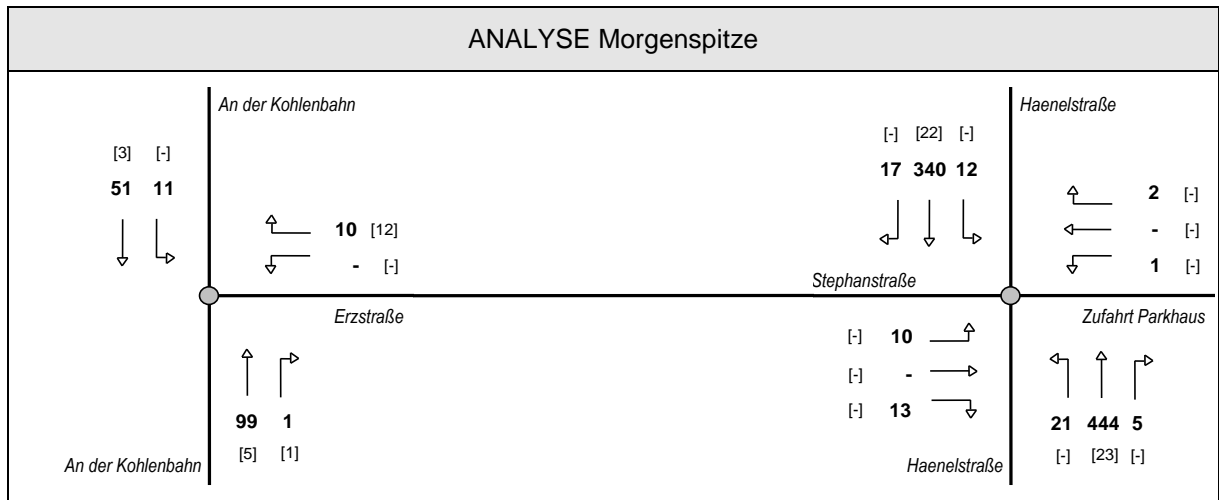 ANALYSE Morgenspitze
An der Kohlenbahn
Haenelstraße
[3] [-]
51 11
[-] [22] [-]
17 340 12
10 [12]
- [-]
2 [-]
- [-]
1 [-]
Stephanstraße
Erzstraße
Zufahrt Parkhaus
[-] 10
[-] -
[-] 13
99 1
[5] [1]
21 444 5
[-] [23] [-]
An der Kohlenbahn
Haenelstraße